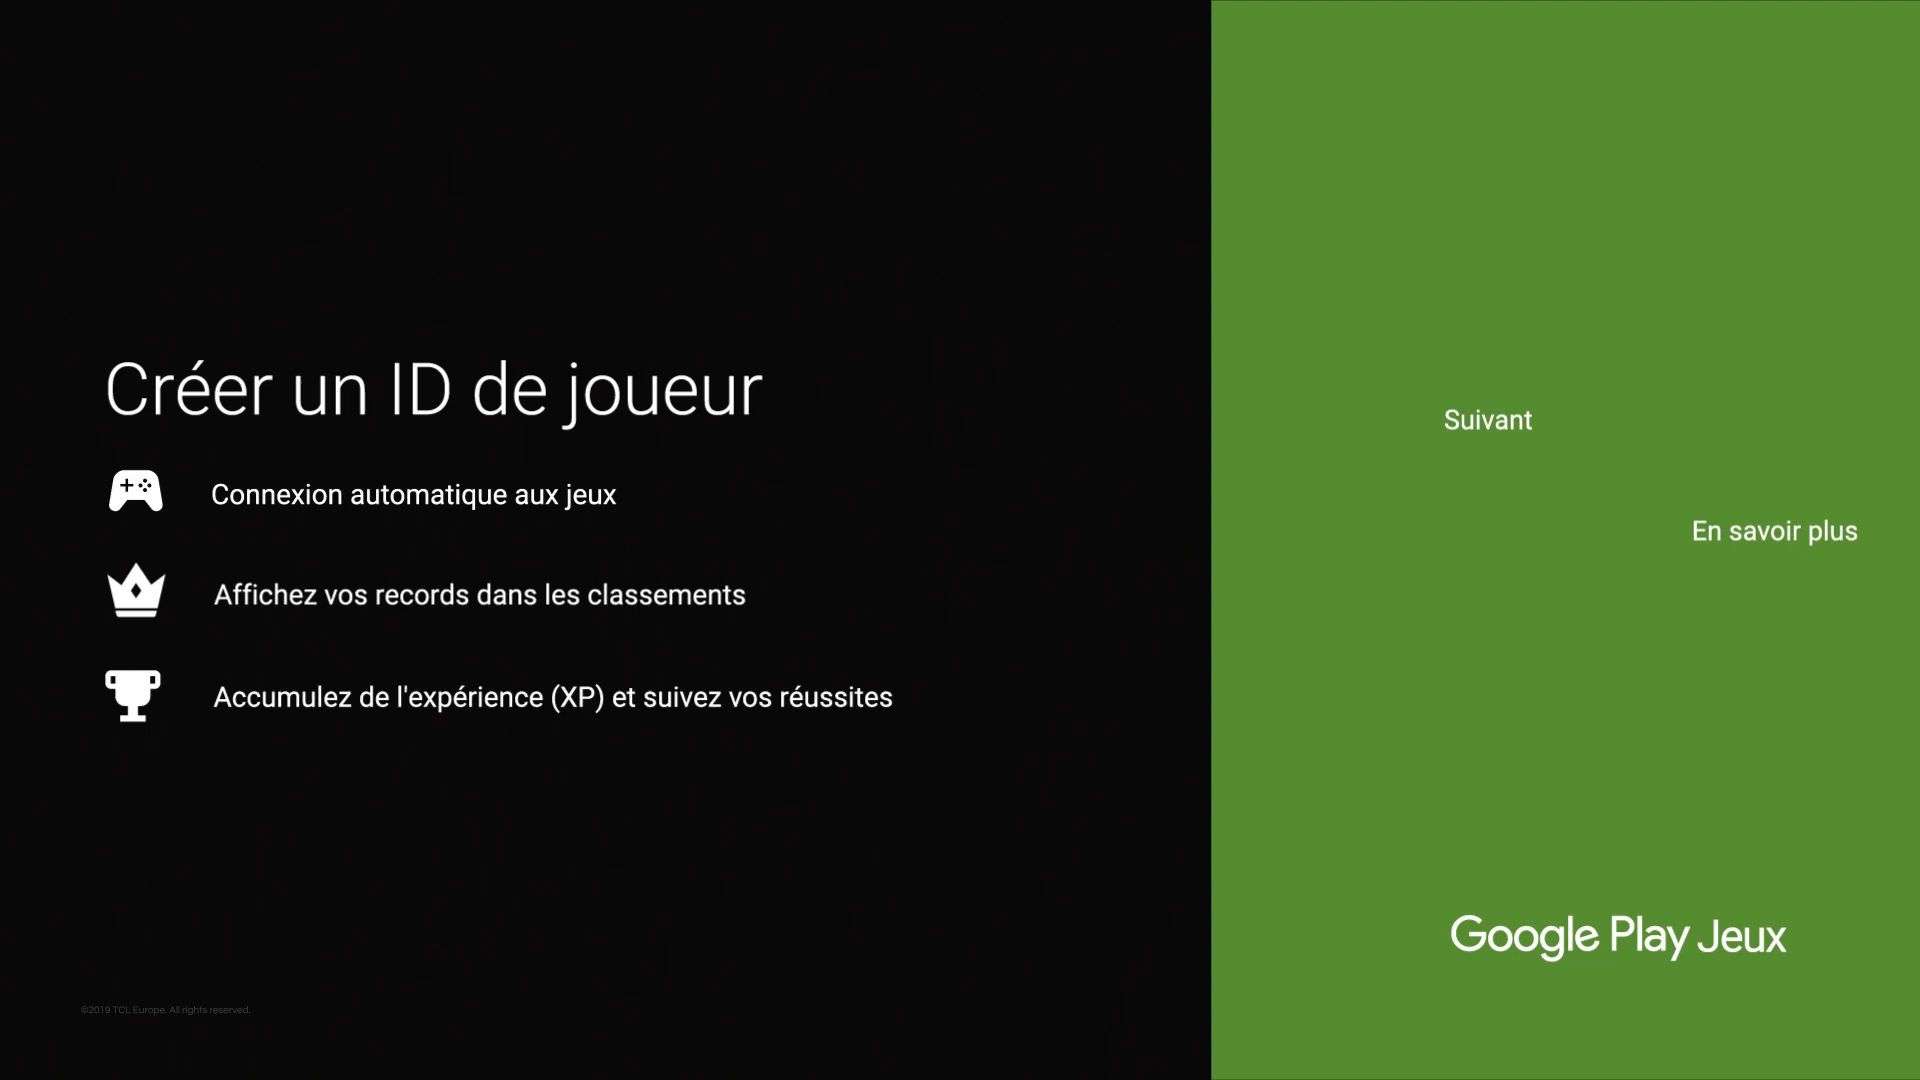 Créer un ID de joueur
Connexion automatique aux jeux
Affichez vos records dans les classements
Accumulez de l'expérience (XP) et suivez vos réussites
©2019 TCL Europe. All rights reserved.
Suivant
En savoir plus
Google Play Jeux